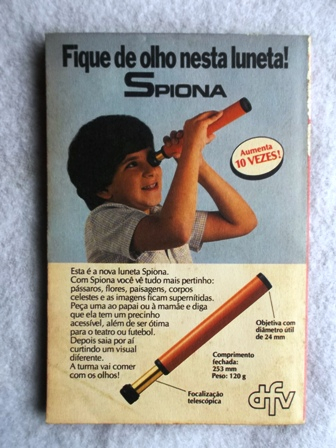 Fique de olho nesta luneta!
SPIONA
Aumenta
10 VEZES!
Esta é a nova luneta Spiona.
Com Spiona você vê tudo mais pertinho:
pássaros, flores, paisagens, corpos
celestes e as imagens ficam supernítidas.
Peça uma ao papai ou à mamãe e diga
que ela tem um precinho
acessível, além de ser ótima
para o teatro ou futebol.
Depois saia por aí
curtindo um visual
diferente.
A turma vai comer
com os olhos!
Objetiva com
diâmetro útil
de 24 mm
Comprimento
fechada:
253 mm
Peso: 120 g
Focalização
telescópica
dfv